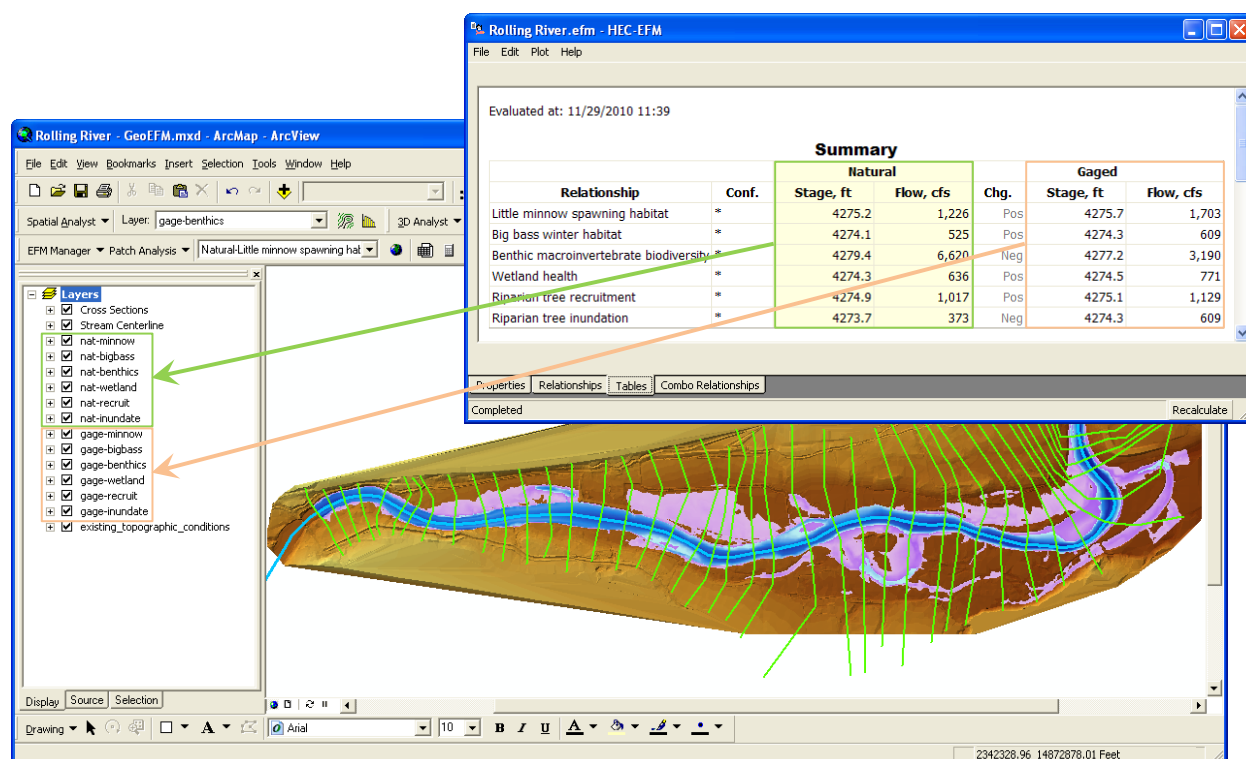 Rolling River.efm - HEC-EFM
File Edit Plot Help
Evaluated at: 11/29/2010 11:39
Summary
Natural Gaged
Relationship Conf. Stage, ft Flow, cfs Chg. Stage, ft Flow, cfs
Little minnow spawning habitat * 4275.2 1,226 Pos 4275.7 1,703
Big bass winter habitat * 4274.1 525 Pos 4274.3 609
Benthic macroinvertebrate biodiversity * 4279.4 6,620 Neg 4277.2 3,190
Wetland health * 4274.3 636 Pos 4274.5 771
Riparian tree recruitment * 4274.9 1,017 Pos 4275.1 1,129
Riparian tree inundation * 4273.7 373 Neg 4274.3 609
Properties Relationships Tables Combo Relationships
Completed Recalculate
Rolling River - GeoEFM.mxd - ArcMap - ArcView
File Edit View Bookmarks Insert Selection Tools Window Help
Spatial Analyst Layer: gage-benthics 3D Analyst
EFM Manager Patch Analysis Natural-Little minnow spawning hat
Layers
Cross Sections
Stream Centerline
nat-minnow
nat-bigbass
nat-benthics
nat-wetland
nat-recruit
nat-inundate
gage-minnow
gage-bigbass
gage-benthics
gage-wetland
gage-recruit
gage-inundate
existing_topographic_conditions
Display Source Selection
Drawing A Arial 10 B I U A
2342328.96 14872878.01 Feet